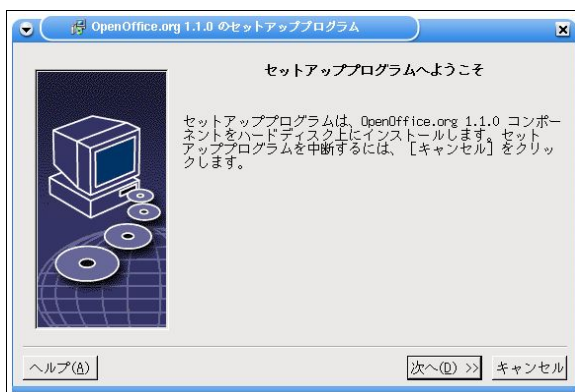 OpenOffice.org 1.1.0 のセットアッププログラム
セットアッププログラムへようこそ
セットアッププログラムは、OpenOffice.org 1.1.0 コンポー
ネントをハードディスク上にインストールします。セット
アッププログラムを中断するには、［キャンセル］をクリッ
クします。
ヘルプ(A)
次へ(D) >>
キャンセル